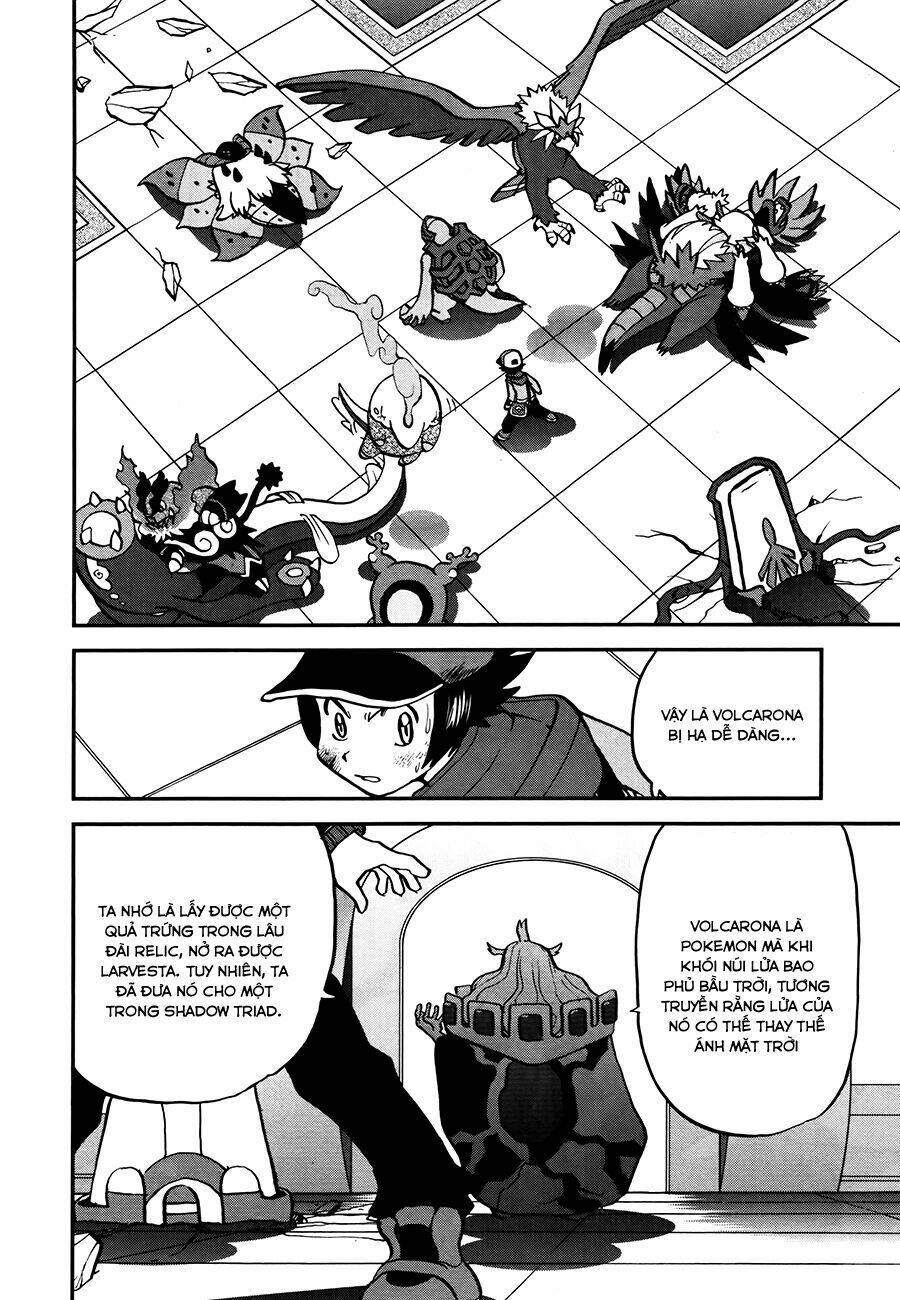 VẬY LÀ VOLCARONA
BỊ HẠ DỄ DÀNG...
VOLCARONA LÀ
POKEMON MÀ KHI
KHÓI NÚI LỬA BAO
PHỦ BẦU TRỜI, TƯƠNG
TRUYỀN RẰNG LỬA CỦA
NÓ CÓ THỂ THAY THẾ
ÁNH MẶT TRỜI
TA NHỚ LÀ LẤY ĐƯỢC MỘT
QUẢ TRỨNG TRONG LÂU
ĐÀI RELIC, NỞ RA ĐƯỢC
LARVESTA. TUY NHIÊN, TA
ĐÃ ĐƯA NÓ CHO MỘT
TRONG SHADOW TRIAD.